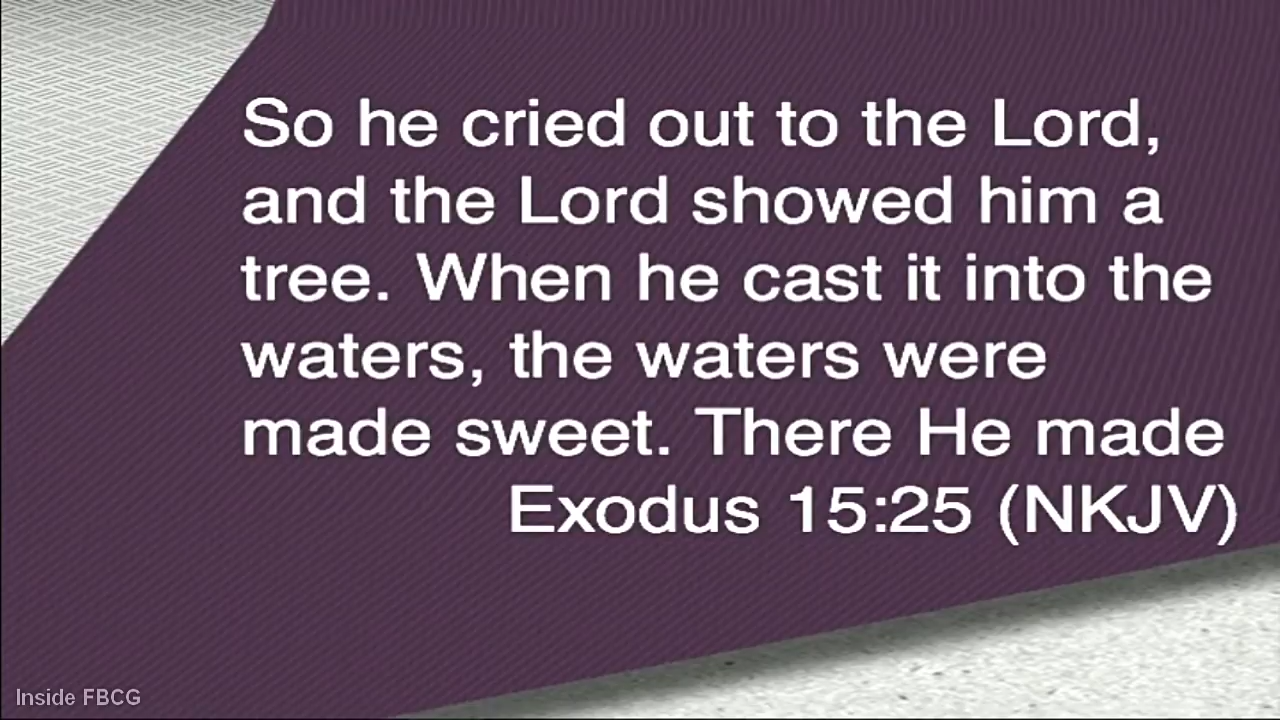 So he cried out to the Lord,
and the Lord showed him a
tree. When he cast it into the
waters, the waters were
made sweet. There He made
Exodus 15:25 (NKJV)
Inside FBCG